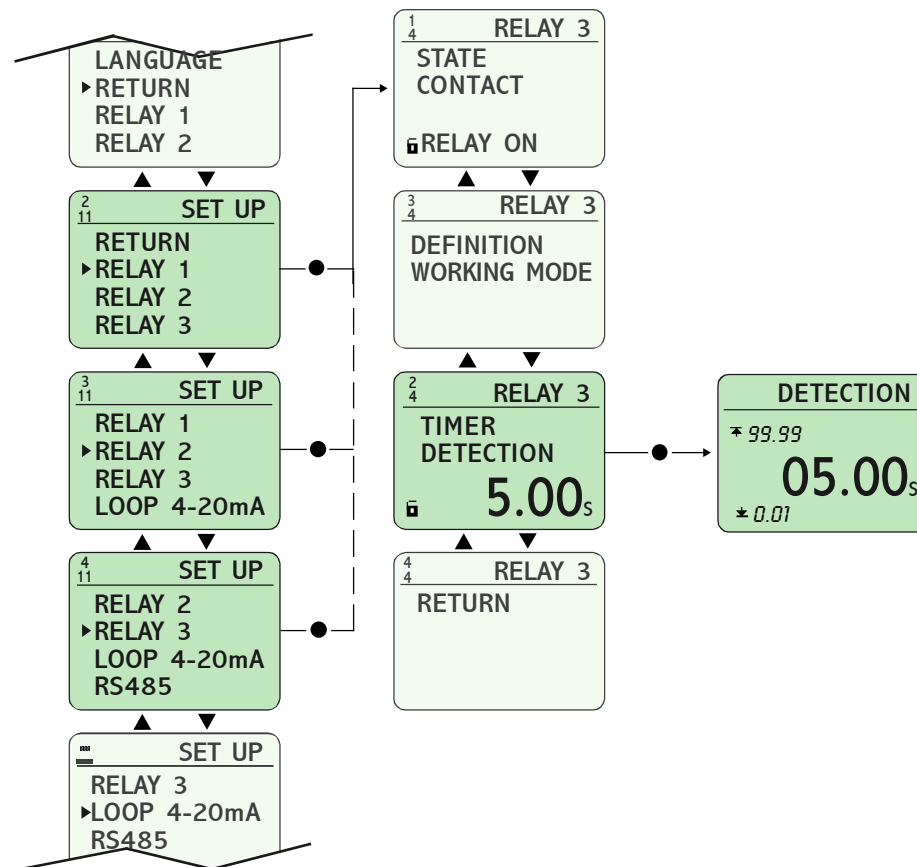 LANGUAGE
RETURN
RELAY 1
RELAY 2
2
11 SET UP
RETURN
RELAY 1
RELAY 2
RELAY 3
3
11 SET UP
RELAY 1
RELAY 2
RELAY 3
LOOP 4-20mA
4
11 SET UP
RELAY 2
RELAY 3
LOOP 4-20mA
RS485
SET UP
RELAY 3
LOOP 4-20mA
RS485
1
4 RELAY 3
STATE
CONTACT
RELAY ON
3
4 RELAY 3
DEFINITION
WORKING MODE
2
4 RELAY 3
TIMER
DETECTION
5.00s
4
4 RELAY 3
RETURN
DETECTION
99.99
05.00s
0.01